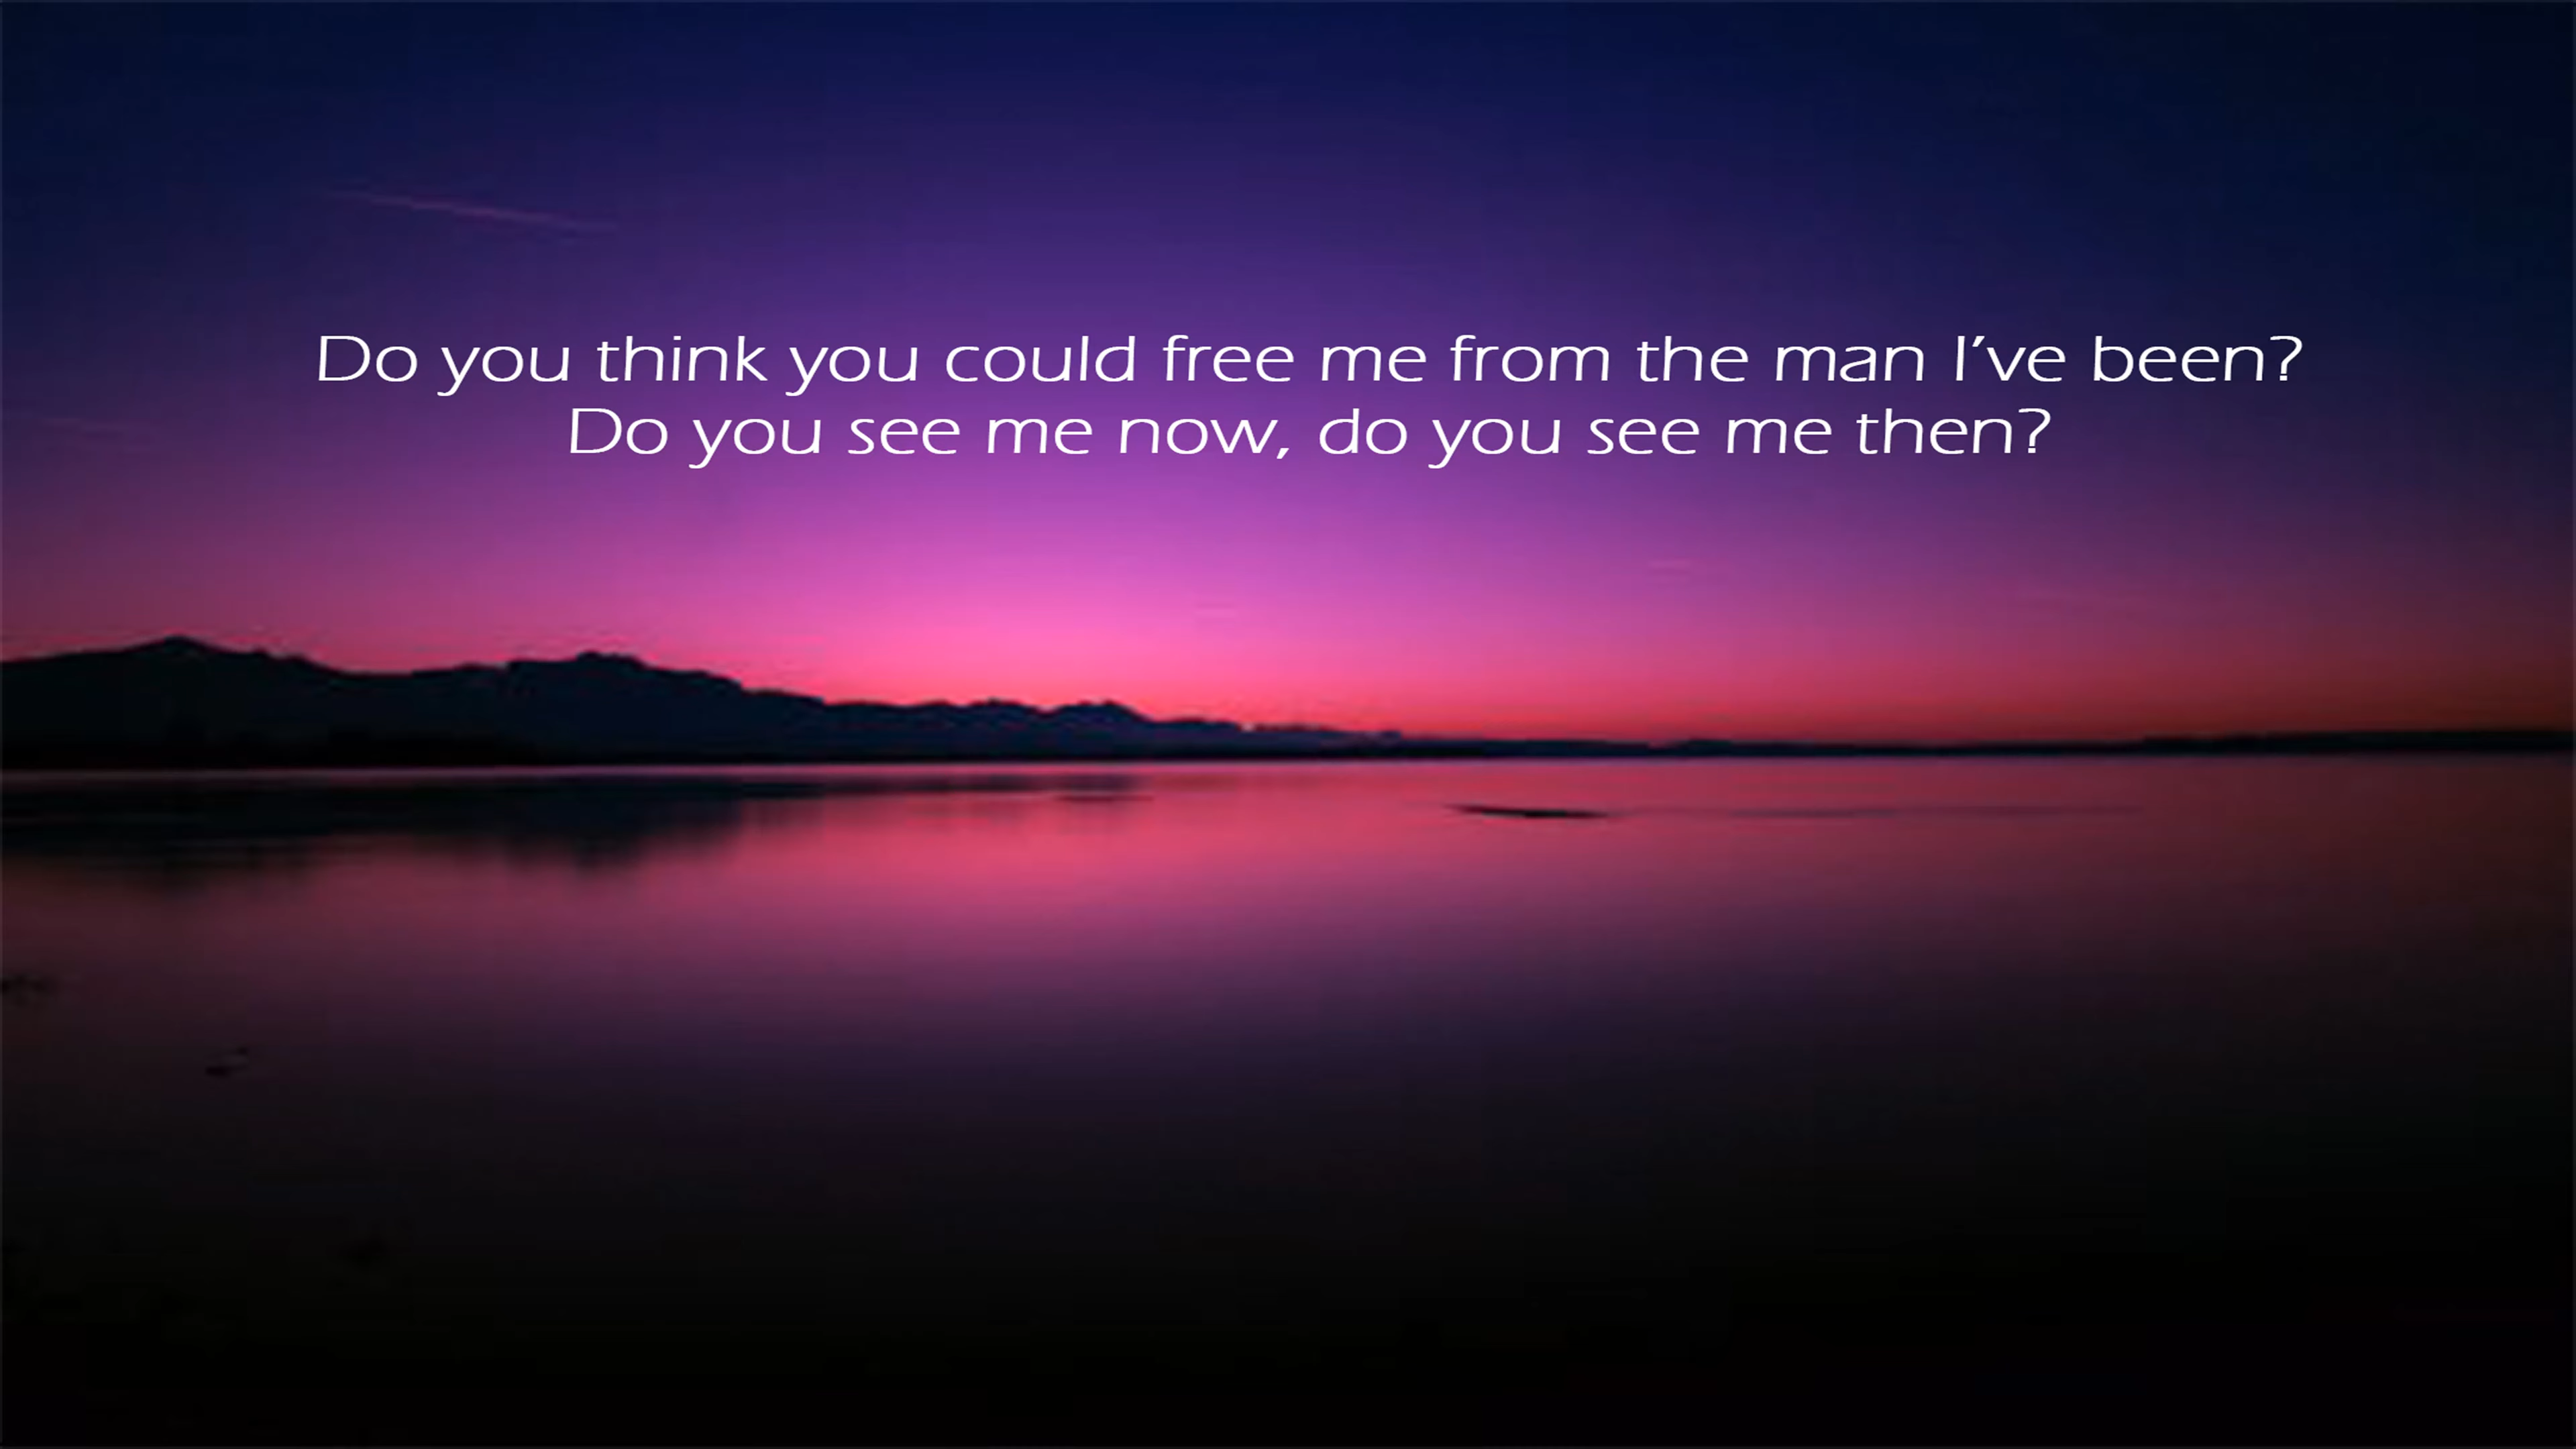 Do you think you could free me from the man I've been?
Do you see me now, do you see me then?